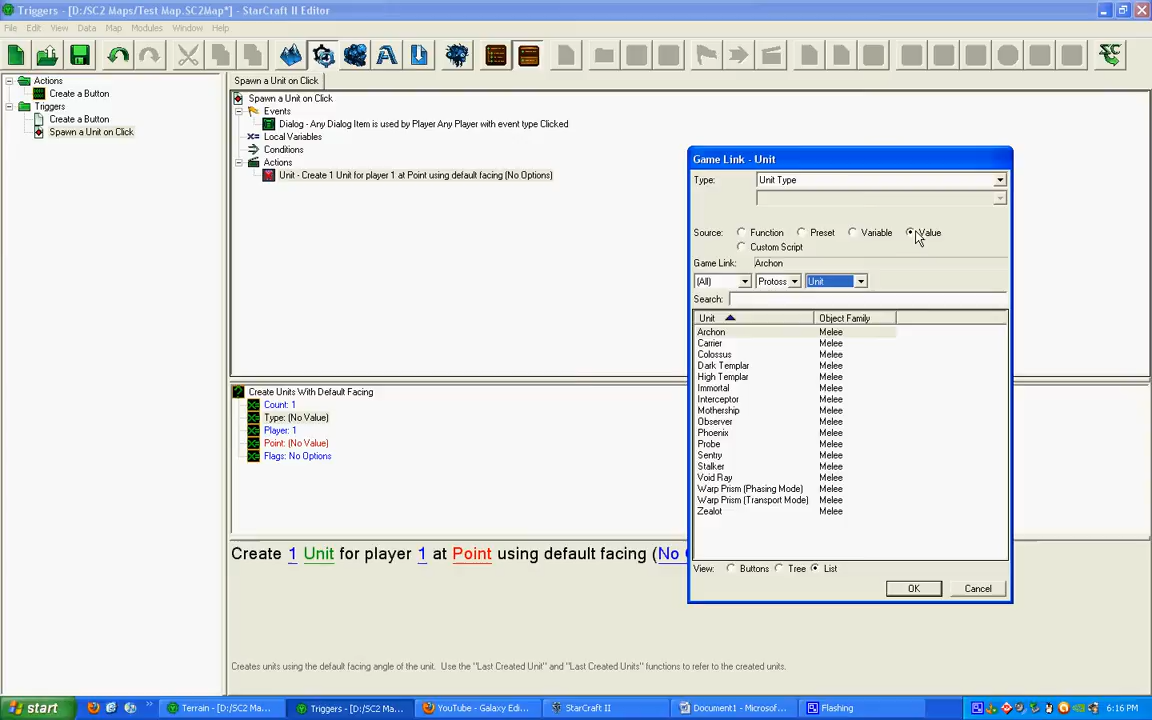 Triggers - [D:/SC2 Maps/Test Map.SC2Map*] - StarCraft II Editor
File Edit View Data Map Modules Window Help
Actions
Create a Button
Triggers
Create a Button
Spawn a Unit on Click
Spawn a Unit on Click
Spawn a Unit on Click
Events
Dialog - Any Dialog Item is used by Player Any Player with event type Clicked
Local Variables
Conditions
Actions
Unit - Create 1 Unit for player 1 at Point using default facing (No Options)
Create Units With Default Facing
Count: 1
Type: (No Value)
Player: 1
Point: (No Value)
Flags: No Options
Create 1 Unit for player 1 at Point using default facing (No
Creates units using the default facing angle of the unit. Use the "Last Created Unit" and "Last Created Units" functions to refer to the created units.
Game Link - Unit
Type: Unit Type
Source: Function Preset Variable Value
Custom Script
Game Link: Archon
(All) Protoss Unit
Search:
Unit Object Family
Archon Melee
Carrier Melee
Colossus Melee
Dark Templar Melee
High Templar Melee
Immortal Melee
Interceptor Melee
Mothership Melee
Observer Melee
Phoenix Melee
Probe Melee
Sentry Melee
Stalker Melee
Void Ray Melee
Warp Prism (Phasing Mode) Melee
Warp Prism (Transport Mode) Melee
Zealot Melee
View: Buttons Tree List
OK Cancel
start
Terrain - [D:/SC2 Ma...
Triggers - [D:/SC2 Ma...
YouTube - Galaxy Edi...
StarCraft II
Document1 - Microsof...
Flashing
6:16 PM